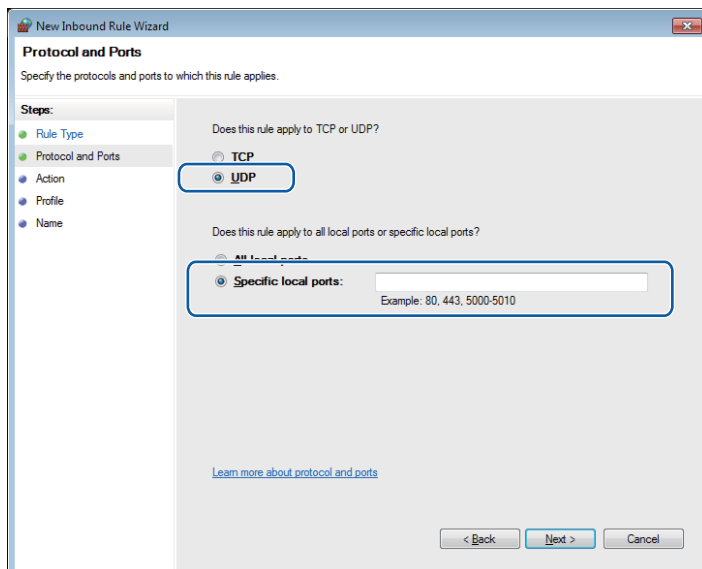 New Inbound Rule Wizard
Protocol and Ports
Specify the protocols and ports to which this rule applies.
Steps:
Rule Type
Protocol and Ports
Action
Profile
Name
Does this rule apply to TCP or UDP?
TCP
UDP
Does this rule apply to all local ports or specific local ports?
All local ports
Specific local ports:
Example: 80, 443, 5000-5010
Learn more about protocol and ports
< Back
Next >
Cancel